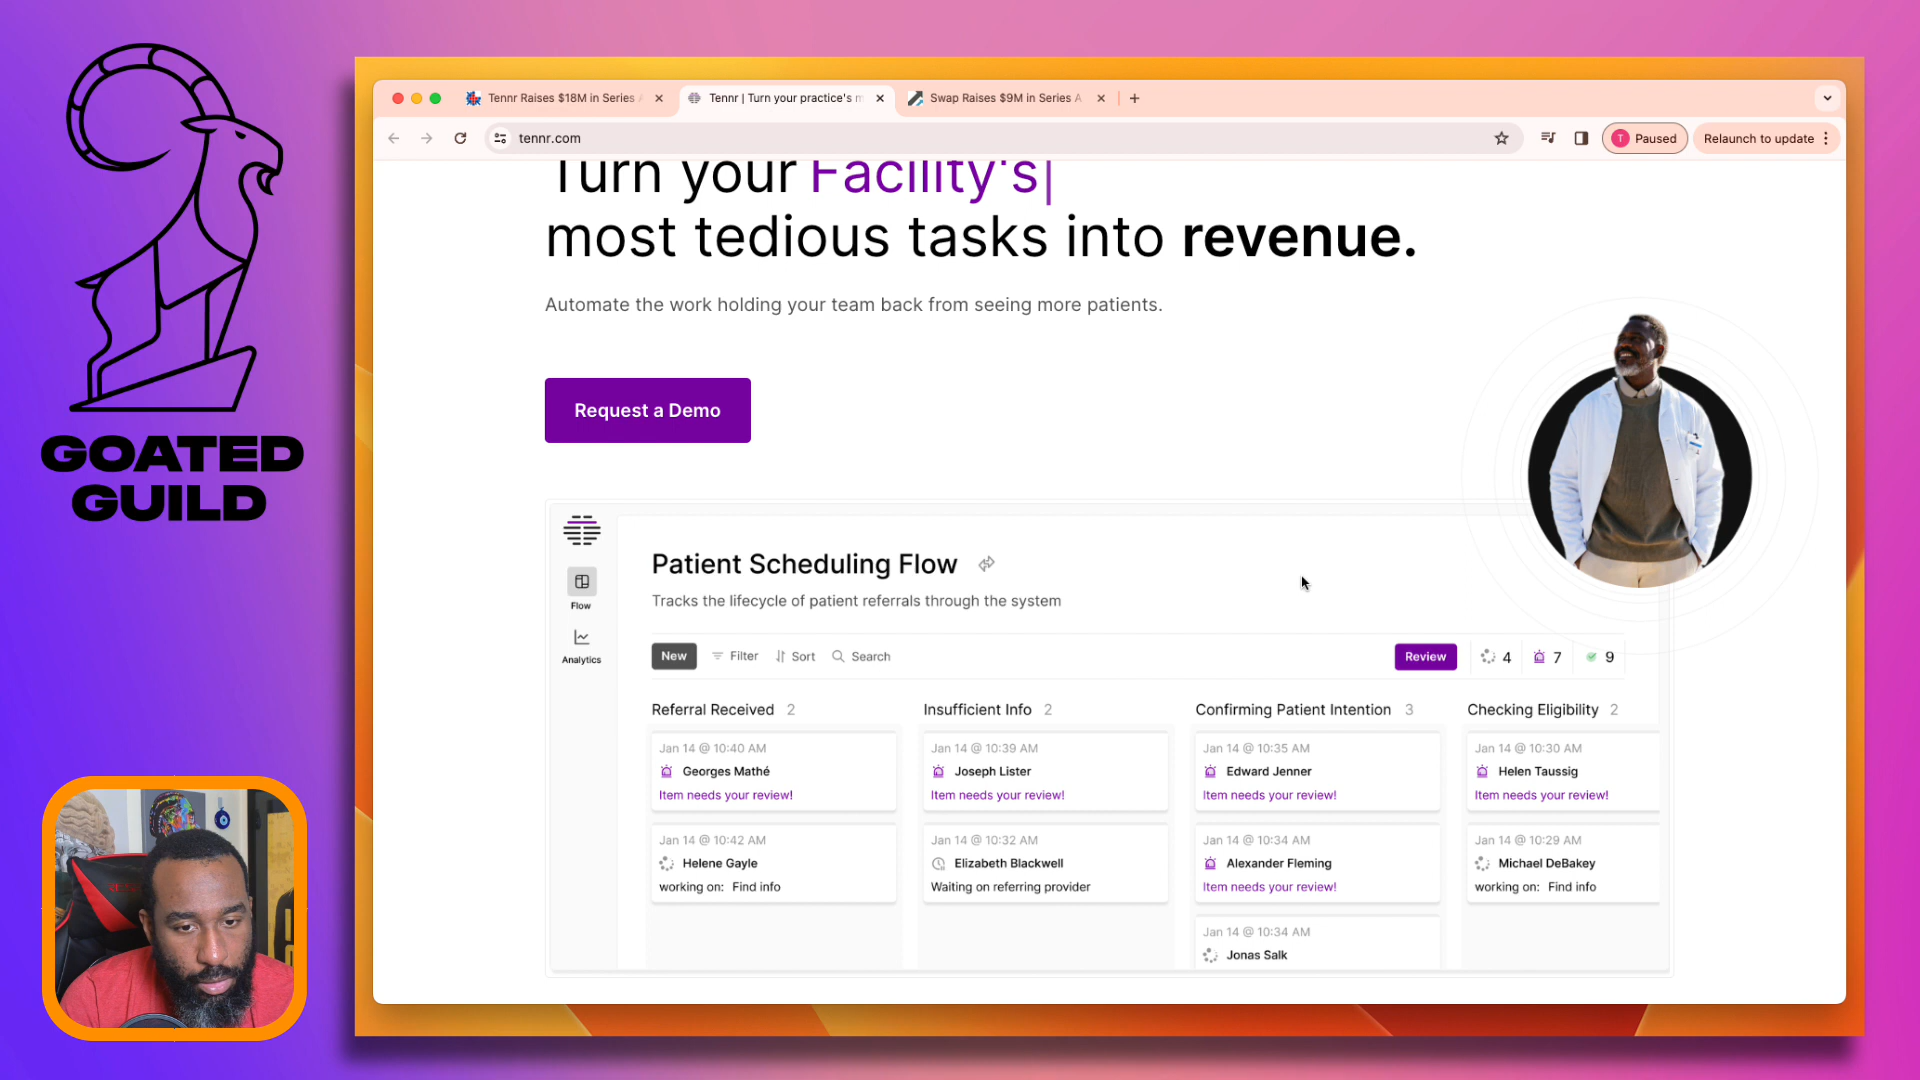 GOATED
GUILD
Tennr Raises $18M in Series
Tennr | Turn your practice's m
Swap Raises $9M in Series A
tennr.com
T
Paused
Relaunch to update
Turn your Facility's|
most tedious tasks into revenue.
Automate the work holding your team back from seeing more patients.
Request a Demo
Flow
Analytics
Patient Scheduling Flow
Tracks the lifecycle of patient referrals through the system
New
Filter
Sort
Search
Review
4
7
9
Referral Received 2
Jan 14 @ 10:40 AM
Georges Mathé
Item needs your review!
Jan 14 @ 10:42 AM
Helene Gayle
working on: Find info
Insufficient Info 2
Jan 14 @ 10:39 AM
Joseph Lister
Item needs your review!
Jan 14 @ 10:32 AM
Elizabeth Blackwell
Waiting on referring provider
Confirming Patient Intention 3
Jan 14 @ 10:35 AM
Edward Jenner
Item needs your review!
Jan 14 @ 10:34 AM
Alexander Fleming
Item needs your review!
Jan 14 @ 10:34 AM
Jonas Salk
Checking Eligibility 2
Jan 14 @ 10:30 AM
Helen Taussig
Item needs your review!
Jan 14 @ 10:29 AM
Michael DeBakey
working on: Find info